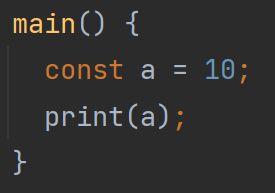 main() {
  const a = 10;
  print(a);
}